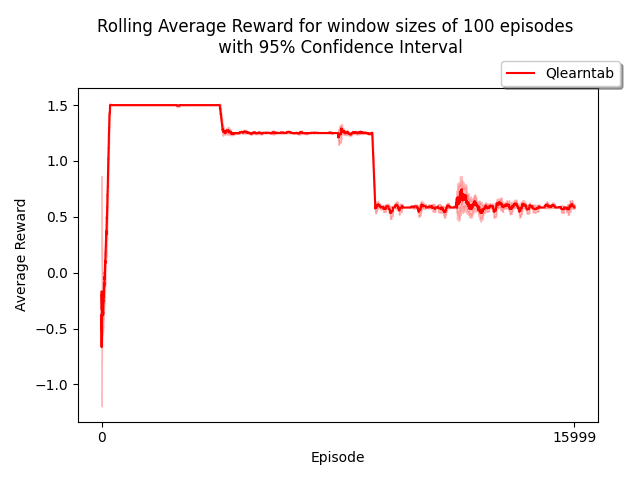 Rolling Average Reward for window sizes of 100 episodes
with 95% Confidence Interval
Qlearntab
1.5
1.0
0.5
0.0
−0.5
−1.0
Average Reward
0
15999
Episode